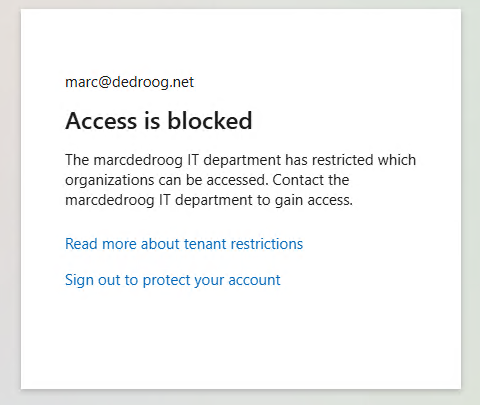 marc@dedroog.net
Access is blocked
The marcdedroog IT department has restricted which
organizations can be accessed. Contact the
marcdedroog IT department to gain access.
Read more about tenant restrictions
Sign out to protect your account